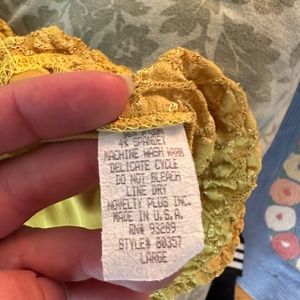 4% SPANDEX
MACHINE WASH WARM
DELICATE CYCLE
DO NOT BLEACH
LINE DRY
NOVELTY PLUS INC.
MADE IN U.S.A.
RN# 93289
STYLE# 80357
LARGE